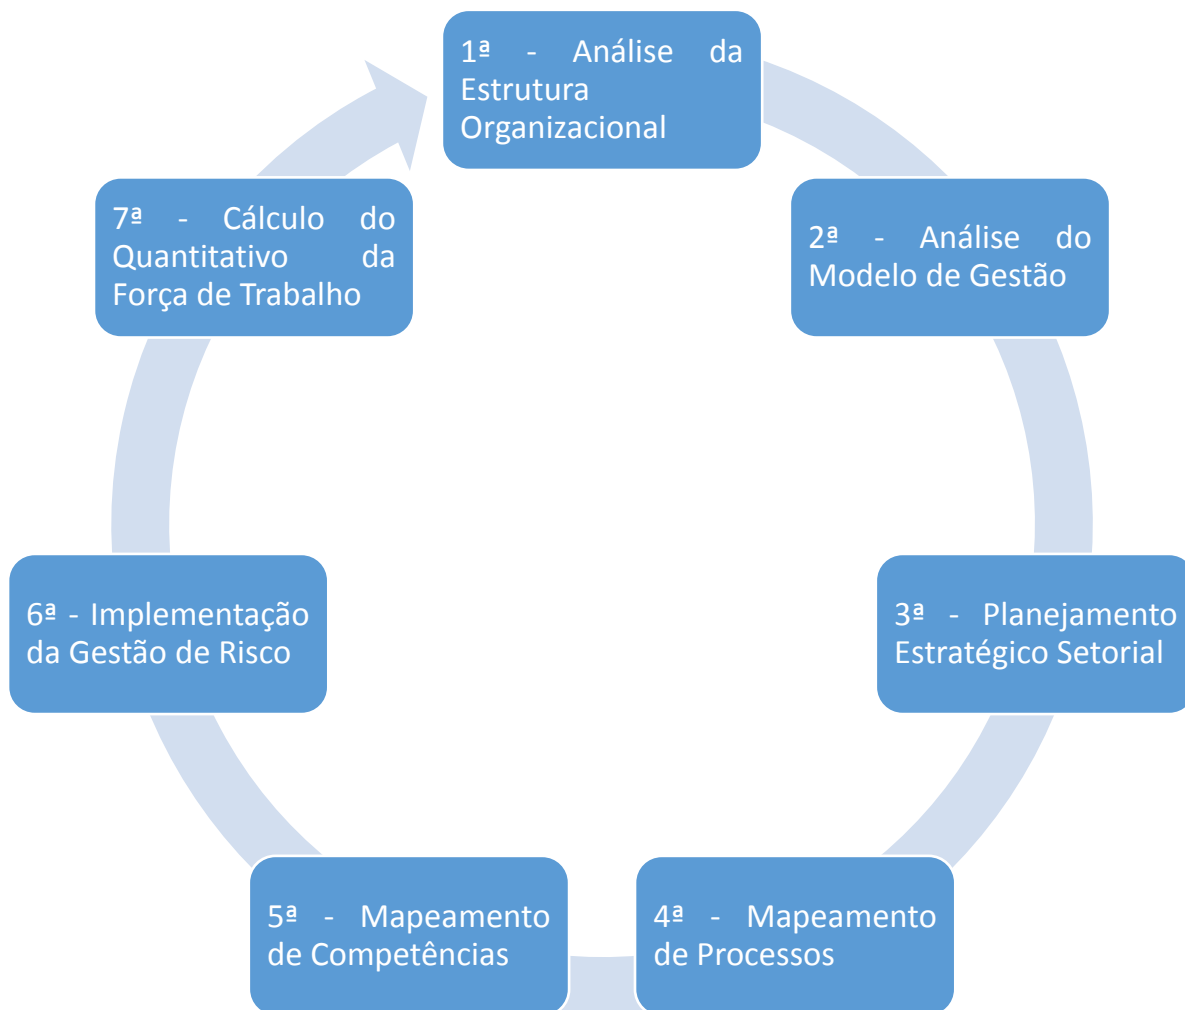 1ª - Análise da
Estrutura
Organizacional
2ª - Análise do
Modelo de Gestão
3ª - Planejamento
Estratégico Setorial
4ª - Mapeamento
de Processos
5ª - Mapeamento
de Competências
6ª - Implementação
da Gestão de Risco
7ª - Cálculo do
Quantitativo da
Força de Trabalho